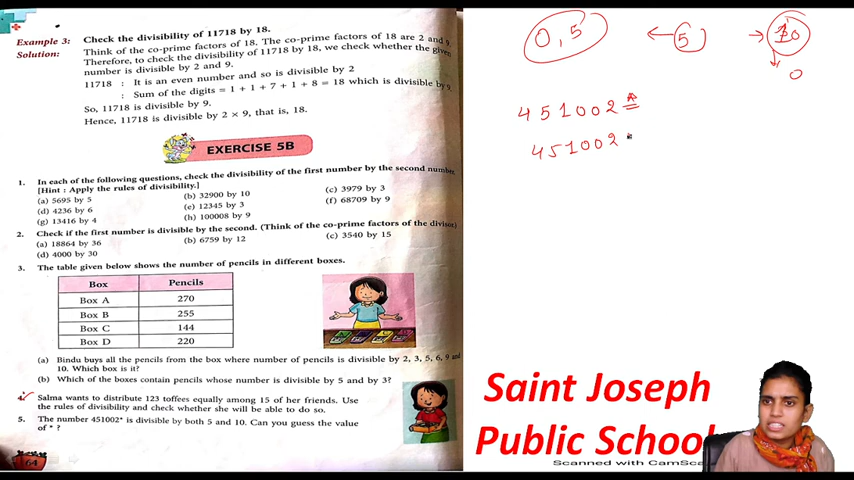 Example 3: Check the divisibility of 11718 by 18.
Solution: Think of the co-prime factors of 18. The co-prime factors of 18 are 2 and 9.
Therefore, to check the divisibility of 11718 by 18, we check whether the given
number is divisible by 2 and 9.
11718 : It is an even number and so is divisible by 2
: Sum of the digits = 1 + 1 + 7 + 1 + 8 = 18 which is divisible by 9.
So, 11718 is divisible by 9.
Hence, 11718 is divisible by 2 × 9, that is, 18.
EXERCISE 5B
1. In each of the following questions, check the divisibility of the first number by the second number.
[Hint : Apply the rules of divisibility.]
(a) 5695 by 5 (b) 32900 by 10 (c) 3979 by 3
(d) 4236 by 6 (e) 12345 by 3 (f) 68709 by 9
(g) 13416 by 4 (h) 100008 by 9
2. Check if the first number is divisible by the second. (Think of the co-prime factors of the divisor)
(a) 18864 by 36 (b) 6759 by 12 (c) 3540 by 15
(d) 4000 by 30
3. The table given below shows the number of pencils in different boxes.
Box Pencils
Box A 270
Box B 255
Box C 144
Box D 220
(a) Bindu buys all the pencils from the box where number of pencils is divisible by 2, 3, 5, 6, 9 and
10. Which box is it?
(b) Which of the boxes contain pencils whose number is divisible by 5 and by 3?
4. Salma wants to distribute 123 toffees equally among 15 of her friends. Use
the rules of divisibility and check whether she will be able to do so.
5. The number 451002* is divisible by both 5 and 10. Can you guess the value
of * ?
64
0, 5 ← 5 → 10
0
451002*
451002
Saint Joseph
Public School
Scanned with CamSca